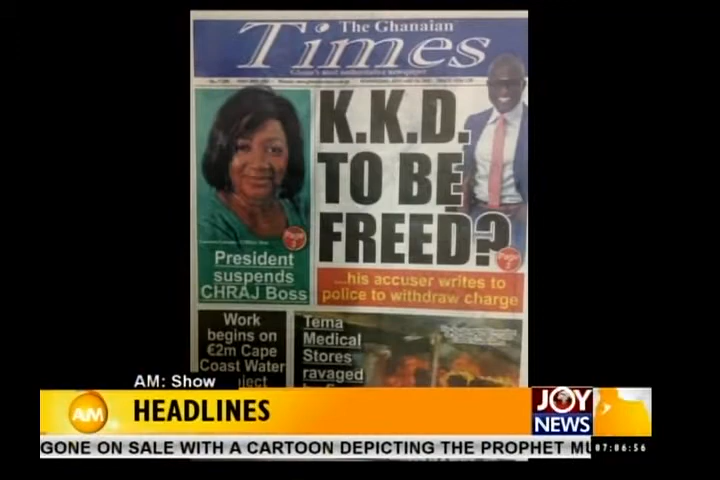 The Ghanaian
Times
K.K.D.
TO BE
FREED?
Page
President
suspends
CHRAJ Boss
...his accuser writes to
police to withdraw charge
Work
begins on
€2m Cape
Coast Water
Tema
Medical
Stores
ravaged
AM: Show
AM
HEADLINES
JOY
NEWS
GONE ON SALE WITH A CARTOON DEPICTING THE PROPHET
07:06:56